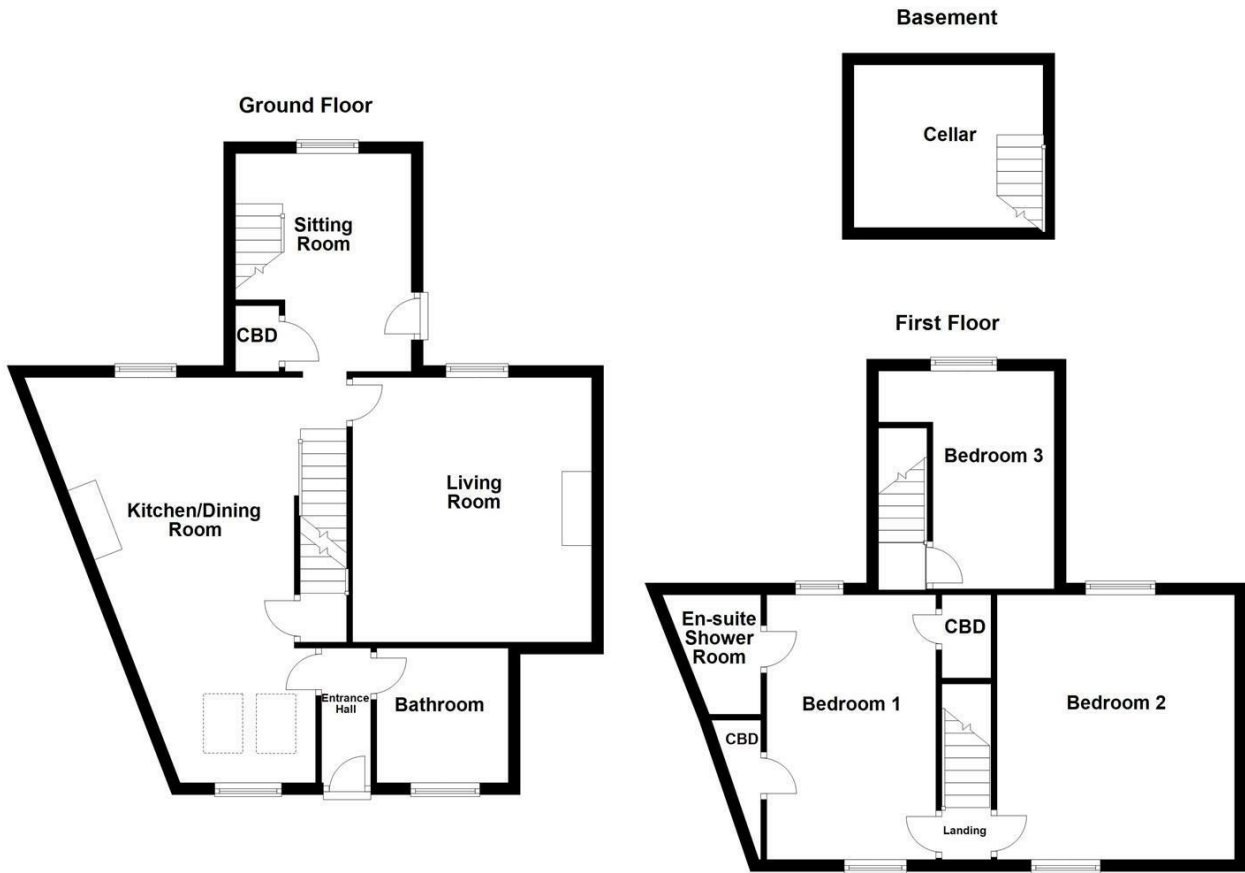 Basement
Cellar
Ground Floor
Sitting
Room
CBD
Kitchen/Dining
Room
Living
Room
Entrance
Hall
Bathroom
First Floor
Bedroom 3
En-suite
Shower
Room
CBD
Bedroom 1
Bedroom 2
CBD
Landing